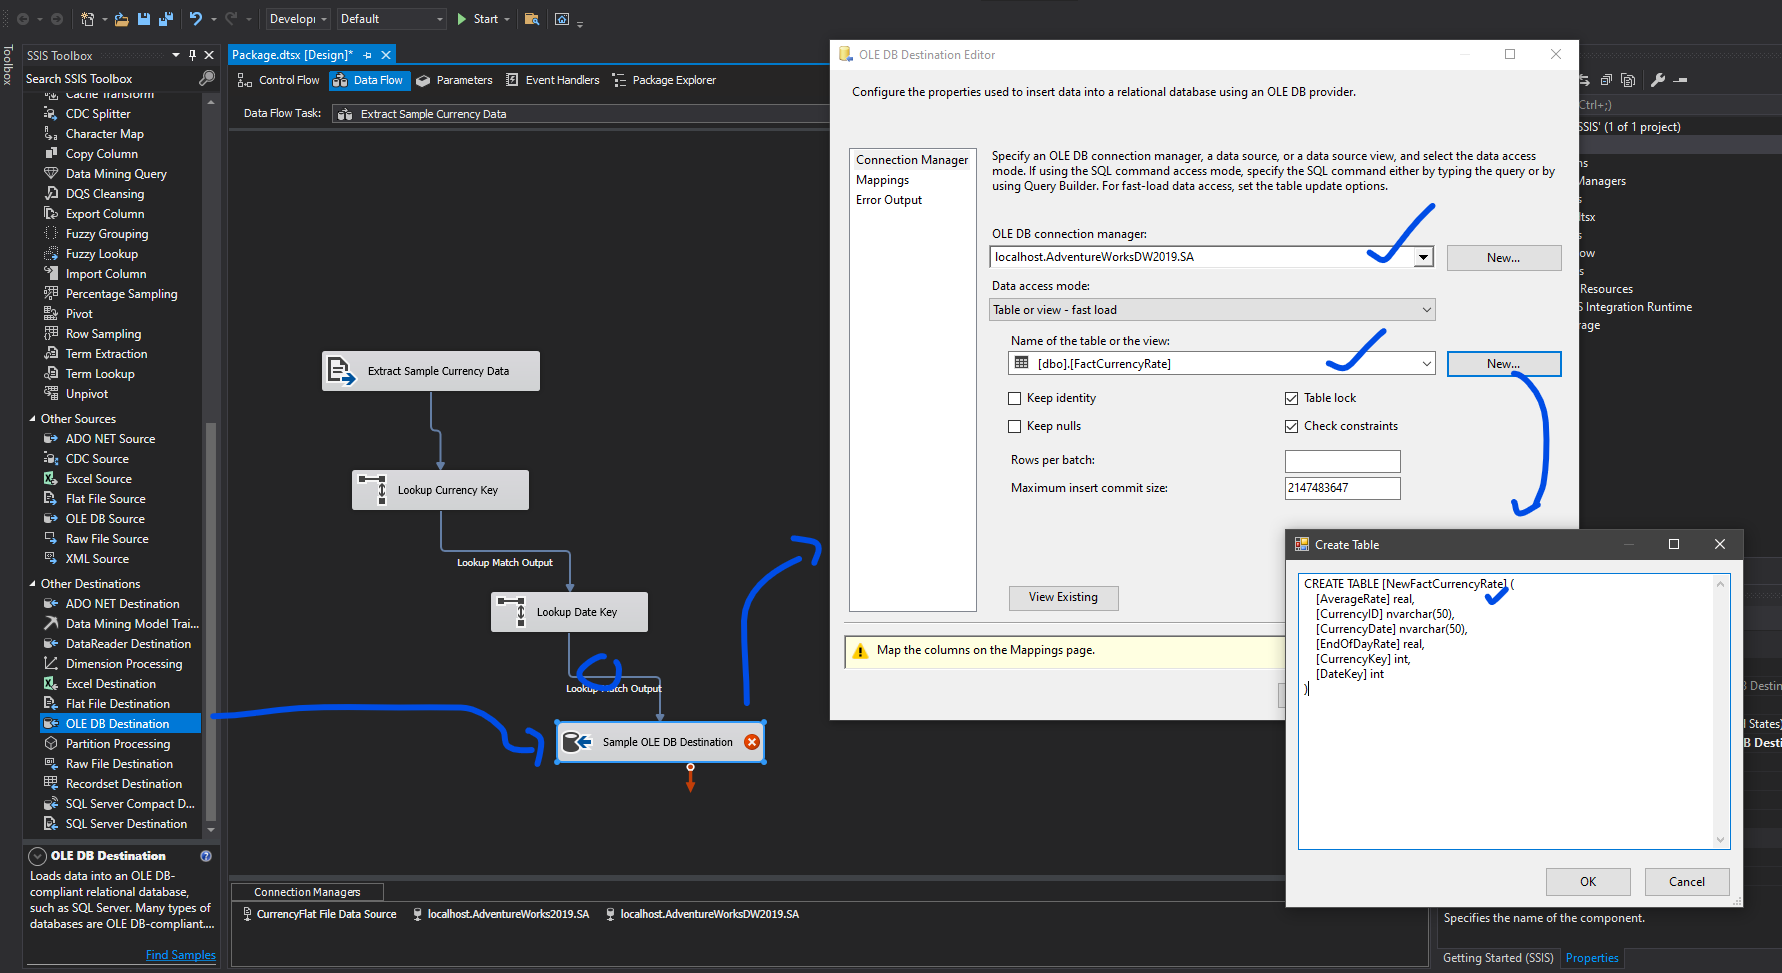 Developi
Default
Start
Toolbox
SSIS Toolbox
Search SSIS Toolbox
Cache Transform
CDC Splitter
Character Map
Copy Column
Data Mining Query
DQS Cleansing
Export Column
Fuzzy Grouping
Fuzzy Lookup
Import Column
Percentage Sampling
Pivot
Row Sampling
Term Extraction
Term Lookup
Unpivot
Other Sources
ADO NET Source
CDC Source
Excel Source
Flat File Source
OLE DB Source
Raw File Source
XML Source
Other Destinations
ADO NET Destination
Data Mining Model Trai...
DataReader Destination
Dimension Processing
Excel Destination
Flat File Destination
OLE DB Destination
Partition Processing
Raw File Destination
Recordset Destination
SQL Server Compact D...
SQL Server Destination
OLE DB Destination
Loads data into an OLE DB-
compliant relational database,
such as SQL Server. Many types of
databases are OLE DB-compliant....
Find Samples
Package.dtsx [Design]*
Control Flow
Data Flow
Parameters
Event Handlers
Package Explorer
Data Flow Task:
Extract Sample Currency Data
Extract Sample Currency Data
Lookup Currency Key
Lookup Match Output
Lookup Date Key
Lookup Match Output
Sample OLE DB Destination
Connection Managers
CurrencyFlat File Data Source
localhost.AdventureWorks2019.SA
localhost.AdventureWorksDW2019.SA
OLE DB Destination Editor
Configure the properties used to insert data into a relational database using an OLE DB provider.
Connection Manager
Mappings
Error Output
Specify an OLE DB connection manager, a data source, or a data source view, and select the data access
mode. If using the SQL command access mode, specify the SQL command either by typing the query or by
using Query Builder. For fast-load data access, set the table update options.
OLE DB connection manager:
localhost.AdventureWorksDW2019.SA
New...
Data access mode:
Table or view - fast load
Name of the table or the view:
[dbo].[FactCurrencyRate]
New...
Keep identity
Table lock
Keep nulls
Check constraints
Rows per batch:
Maximum insert commit size:
2147483647
View Existing
Map the columns on the Mappings page.
Create Table
CREATE TABLE [NewFactCurrencyRate] (
[AverageRate] real,
[CurrencyID] nvarchar(50),
[CurrencyDate] nvarchar(50),
[EndOfDayRate] real,
[CurrencyKey] int,
[DateKey] int
)
OK
Cancel
Ctrl+;)
SSIS' (1 of 1 project)
ns
Managers
s
ltsx
s
ow
s
Resources
S Integration Runtime
rage
B Destin
l States)
B Desti
Specifies the name of the component.
Getting Started (SSIS)
Properties